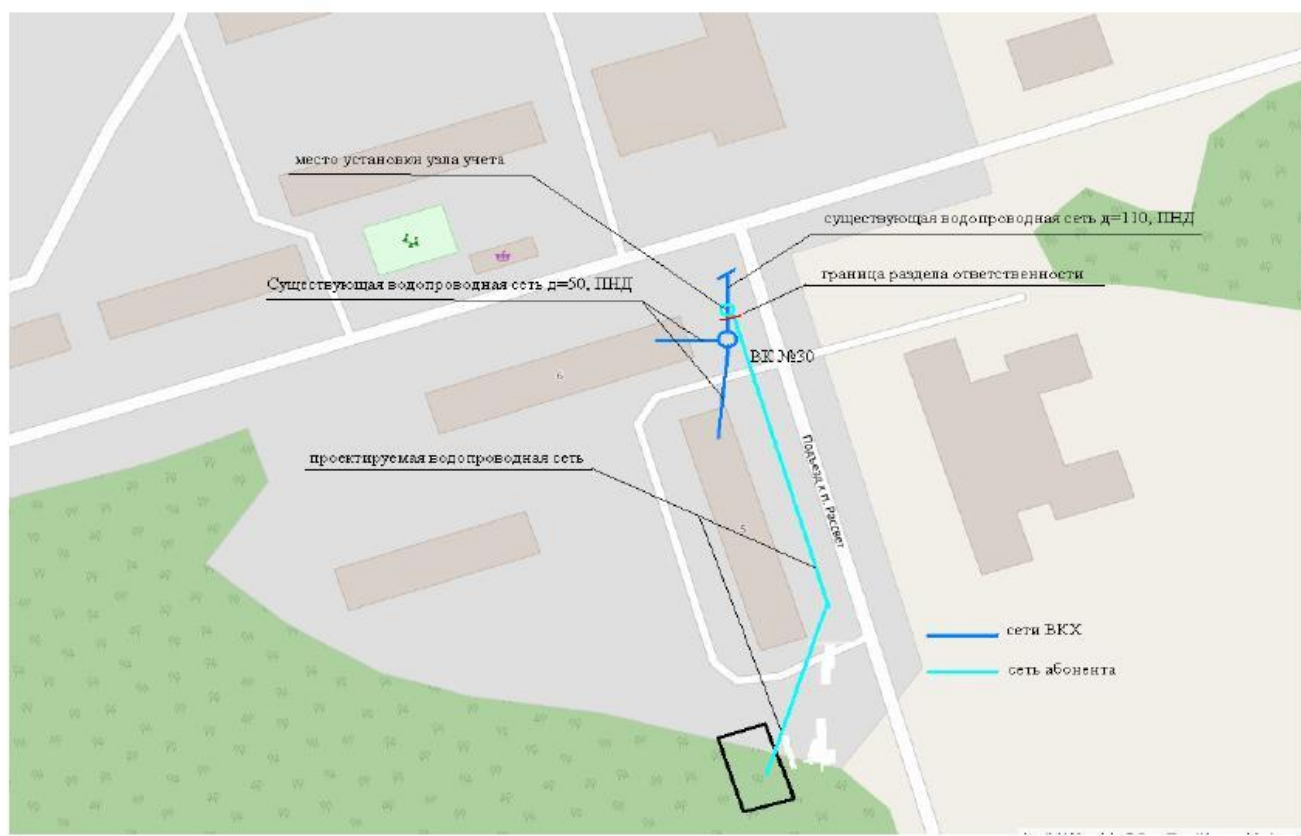 место установки узла учета
существующая водопроводная сеть д=110, ПНД
граница раздела ответственности
Существующая водопроводная сеть д=50, ПНД
ВК №30
6
проектируемая водопроводная сеть
5
Подъезд к п. Рассвет
сети ВКХ
сеть абонента